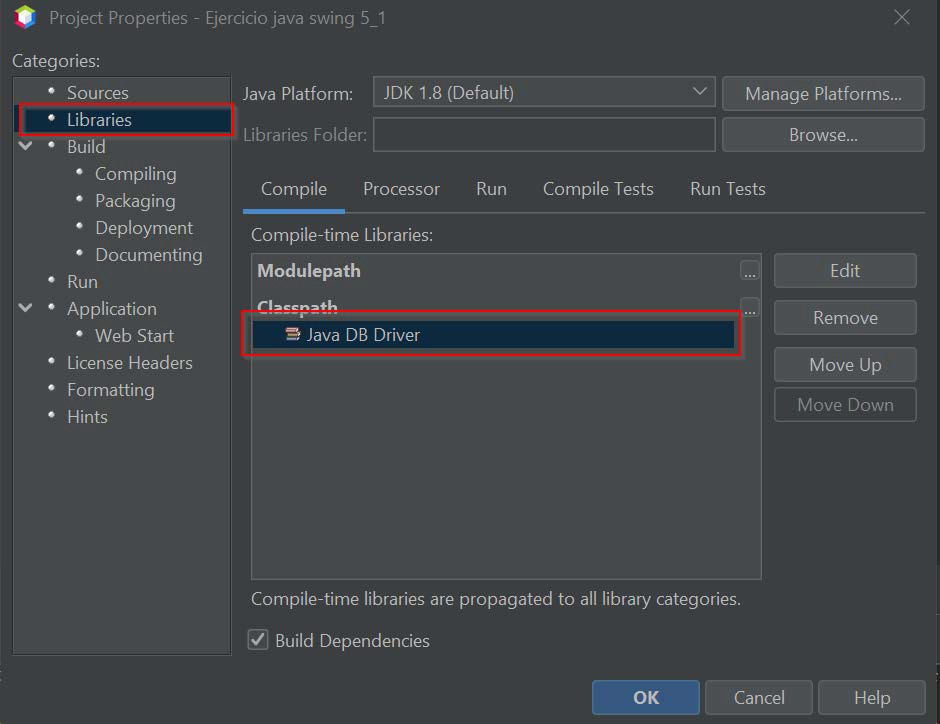 Project Properties - Ejercicio java swing 5_1
Categories:
Sources
Libraries
Build
Compiling
Packaging
Deployment
Documenting
Run
Application
Web Start
License Headers
Formatting
Hints
Java Platform: JDK 1.8 (Default) Manage Platforms...
Libraries Folder: Browse...
Compile Processor Run Compile Tests Run Tests
Compile-time Libraries:
Modulepath ...
Classpath ...
Java DB Driver
Edit
Remove
Move Up
Move Down
Compile-time libraries are propagated to all library categories.
Build Dependencies
OK Cancel Help